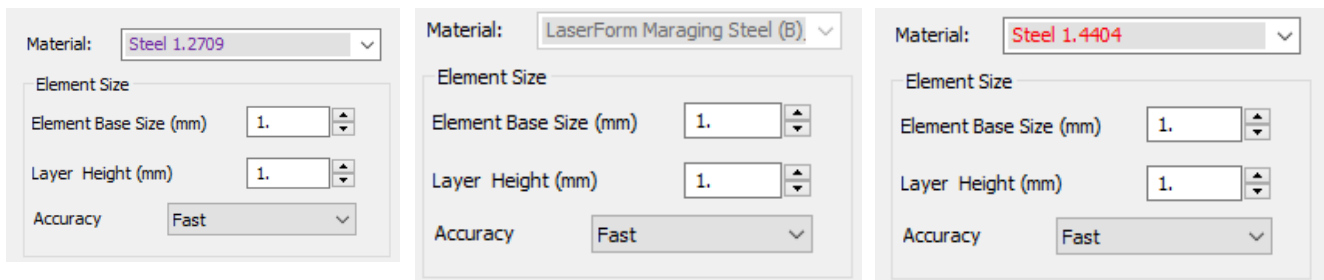 Material: Steel 1.2709
Element Size
Element Base Size (mm) 1.
Layer Height (mm) 1.
Accuracy Fast
Material: LaserForm Maraging Steel (B)
Element Size
Element Base Size (mm) 1.
Layer Height (mm) 1.
Accuracy Fast
Material: Steel 1.4404
Element Size
Element Base Size (mm) 1.
Layer Height (mm) 1.
Accuracy Fast